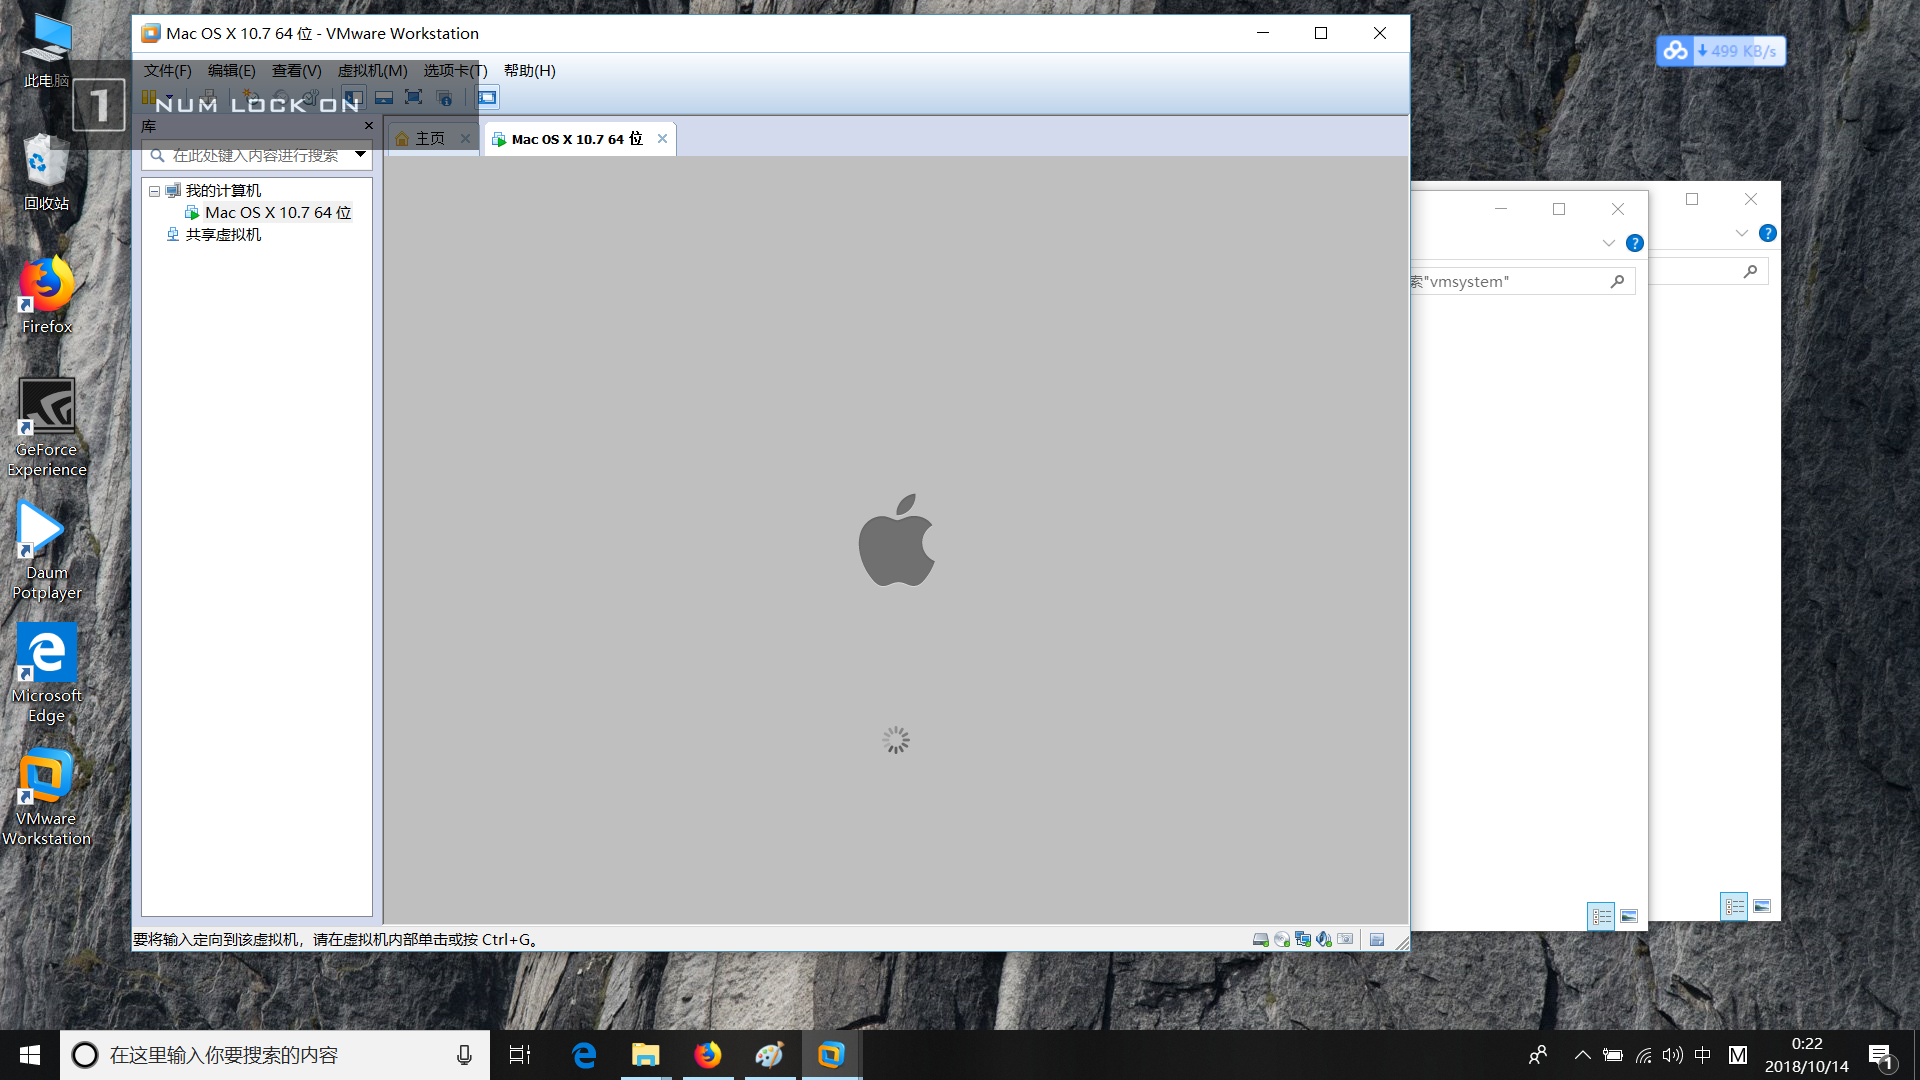 Mac OS X 10.7 64 位 - VMware Workstation
499 KB/s
文件(F) 编辑(E) 查看(V) 虚拟机(M) 选项卡(T) 帮助(H)
此电脑
1 NUM LOCK ON
库
主页
Mac OS X 10.7 64 位
在此处键入内容进行搜索
我的计算机
Mac OS X 10.7 64 位
共享虚拟机
回收站
索"vmsystem"
Firefox
GeForce
Experience
Daum
Potplayer
Microsoft
Edge
VMware
Workstation
要将输入定向到该虚拟机，请在虚拟机内部单击或按 Ctrl+G。
在这里输入你要搜索的内容
中
M
0:22
2018/10/14
1